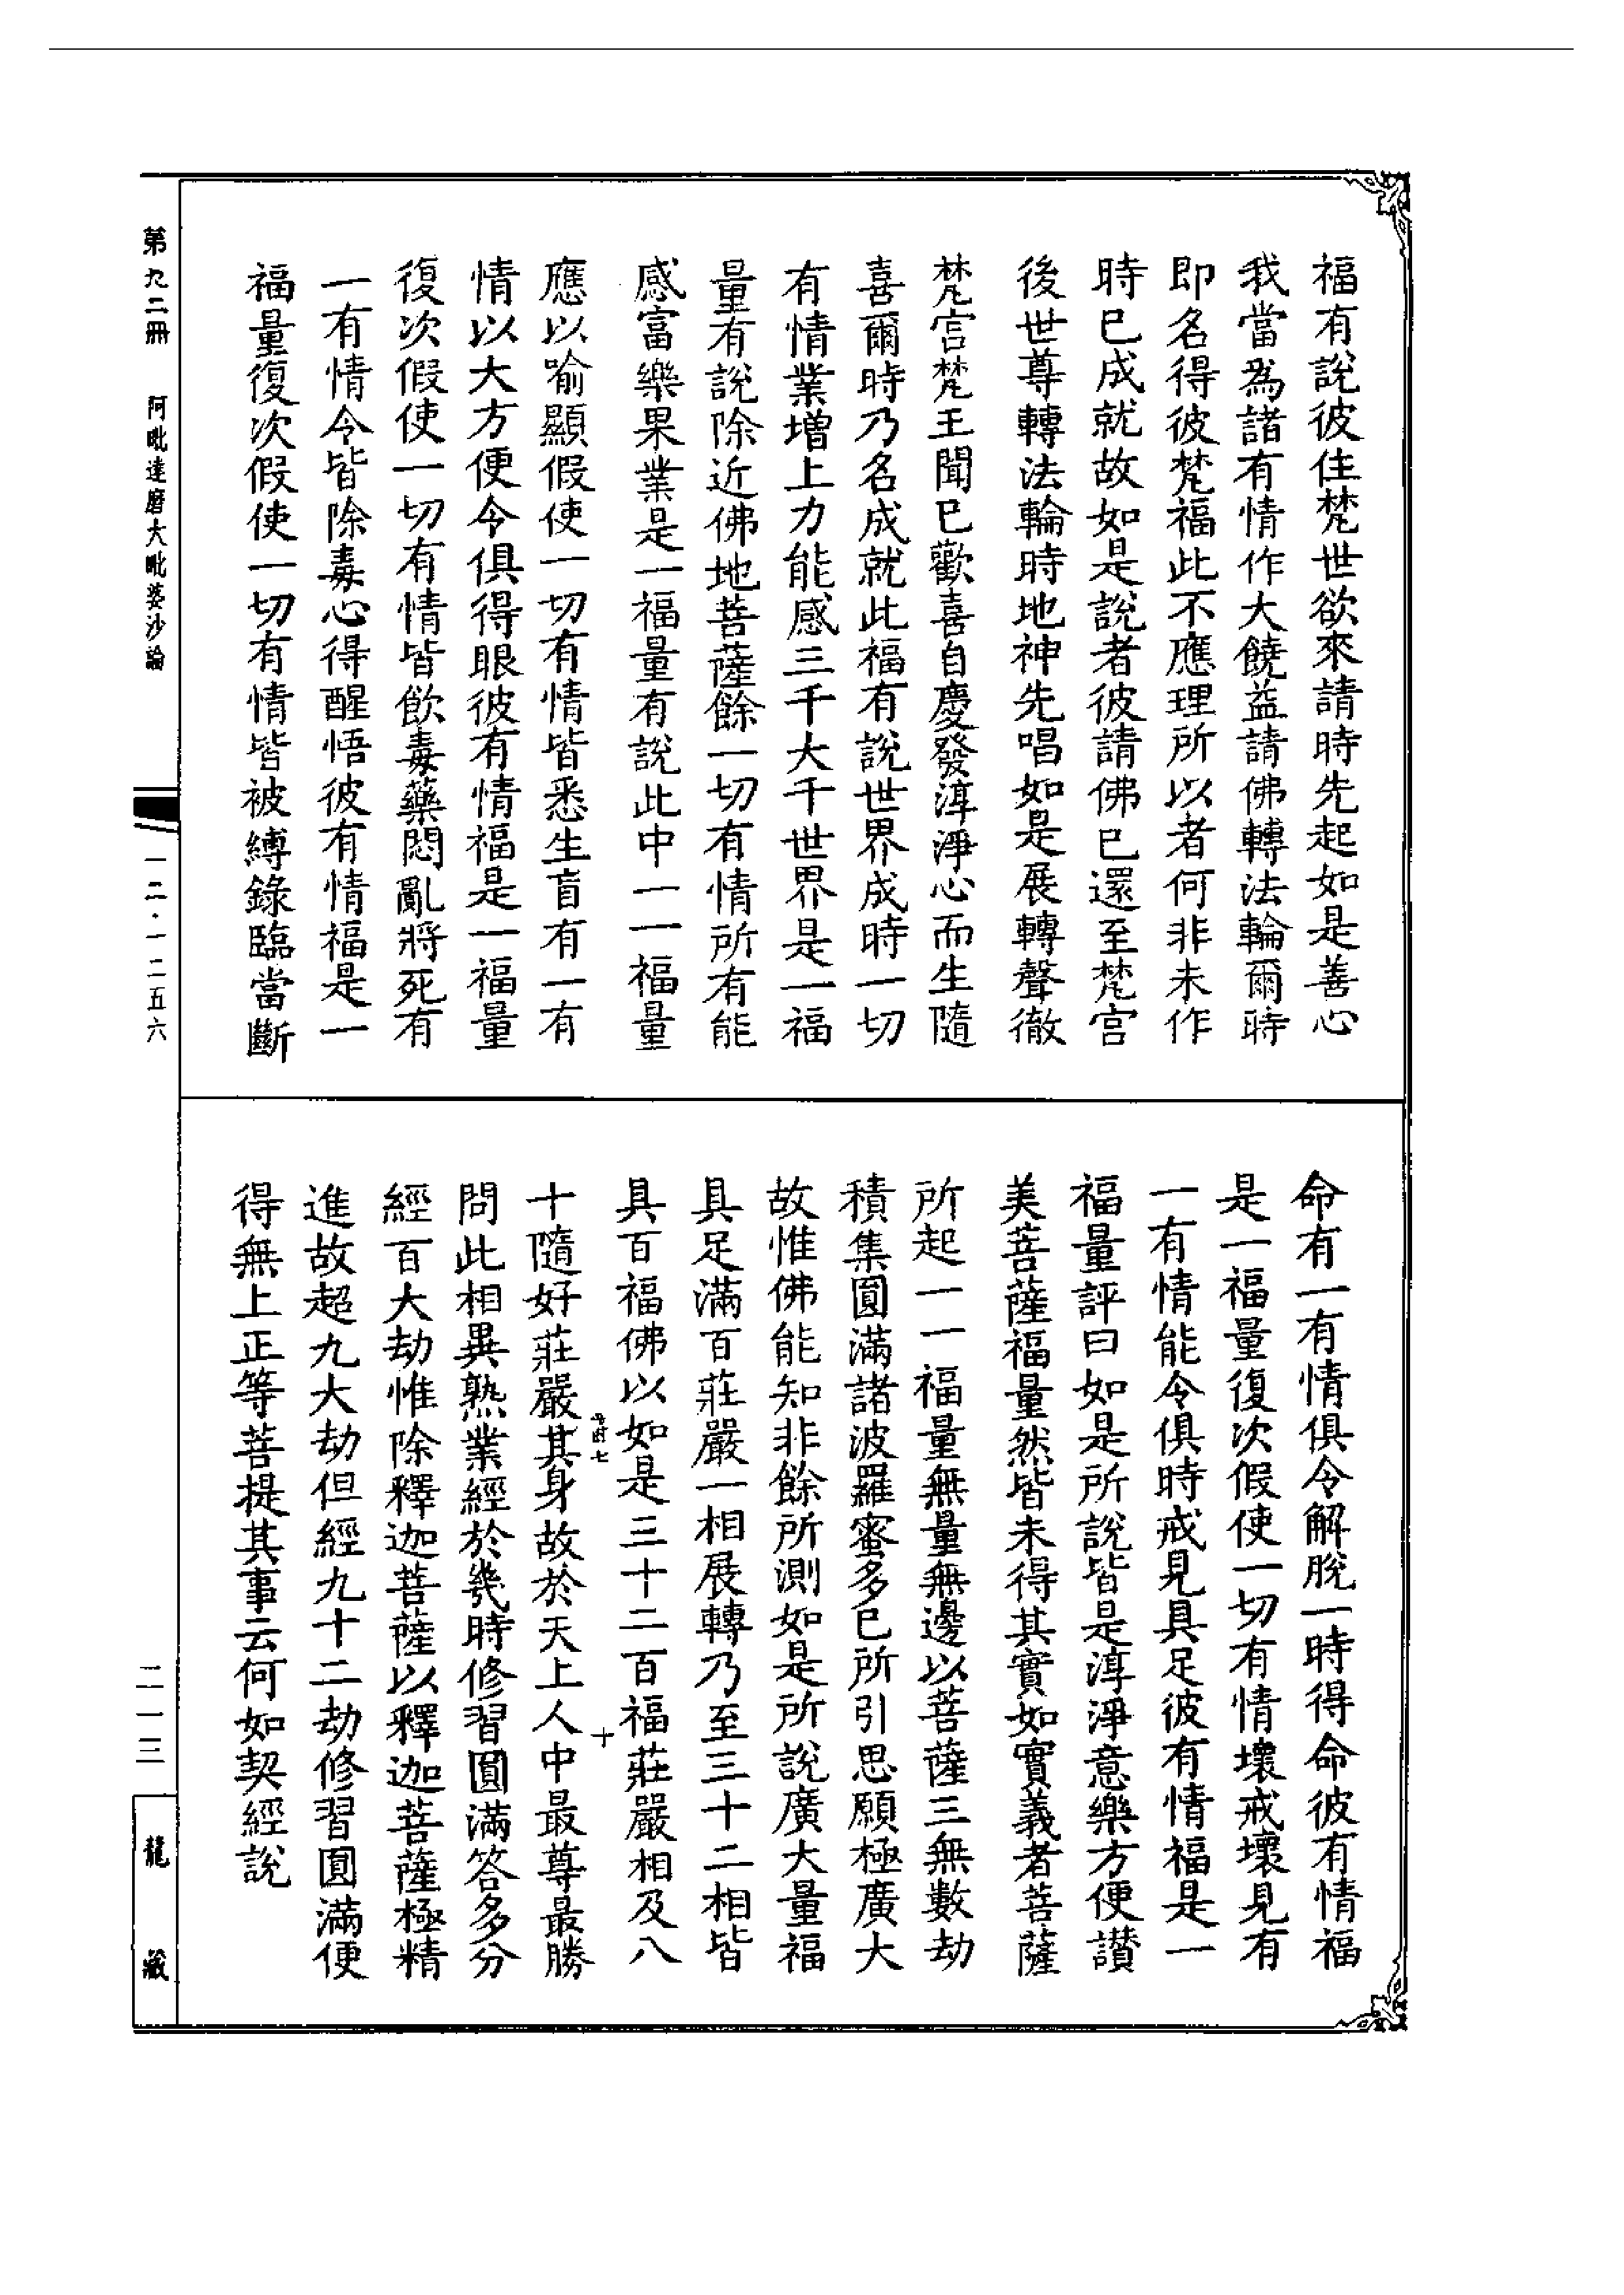 福有說彼住梵世欲來請時先起如是善心
我當為諸有情作大饒益請佛轉法輪爾時
即名得彼梵福此不應理所以者何非未作
時已成就故如是說者彼請佛已還至梵宮
後世尊轉法輪時地神先唱如是展轉聲徹
梵宮梵王聞已歡喜自慶發淳淨心而生隨
喜爾時乃名成就此福有說世界成時一切
有情業增上力能感三千大千世界是一福
量有說除近佛地菩薩餘一切有情所有能
感富樂果業是一福量有說此中一一福量
應以喻顯假使一切有情皆悉生盲有一有
情以大方便令俱得眼彼有情福是一福量
復次假使一切有情皆飲毒藥悶亂將死有
一有情令皆除毒心得醒悟彼有情福是一
福量復次假使一切有情皆被縛錄臨當斷
命有一有情俱令解脫一時得命彼有情福
是一福量復次假使一切有情壞戒壞見有
一有情能令俱時戒見具足彼有情福是一
福量評曰如是所說皆是淳淨意樂方便讚
美菩薩福量然皆未得其實如實義者菩薩
所起一一福量無量無邊以菩薩三無數劫
積集圓滿諸波羅蜜多已所引思願極廣大
故惟佛能知非餘所測如是所說廣大量福
具足滿百莊嚴一相展轉乃至三十二相皆
具百福佛以如是三十二百福莊嚴相及八
十
十隨好莊嚴其身故於天上人中最尊最勝
問此相異熟業經於幾時修習圓滿答多分
經百大劫惟除釋迦菩薩以釋迦菩薩極精
進故超九大劫但經九十二劫修習圓滿便
得無上正等菩提其事云何如契經說
第九二冊 阿毗達磨大毗婆沙論 一二·一二五六
二一三
龍藏